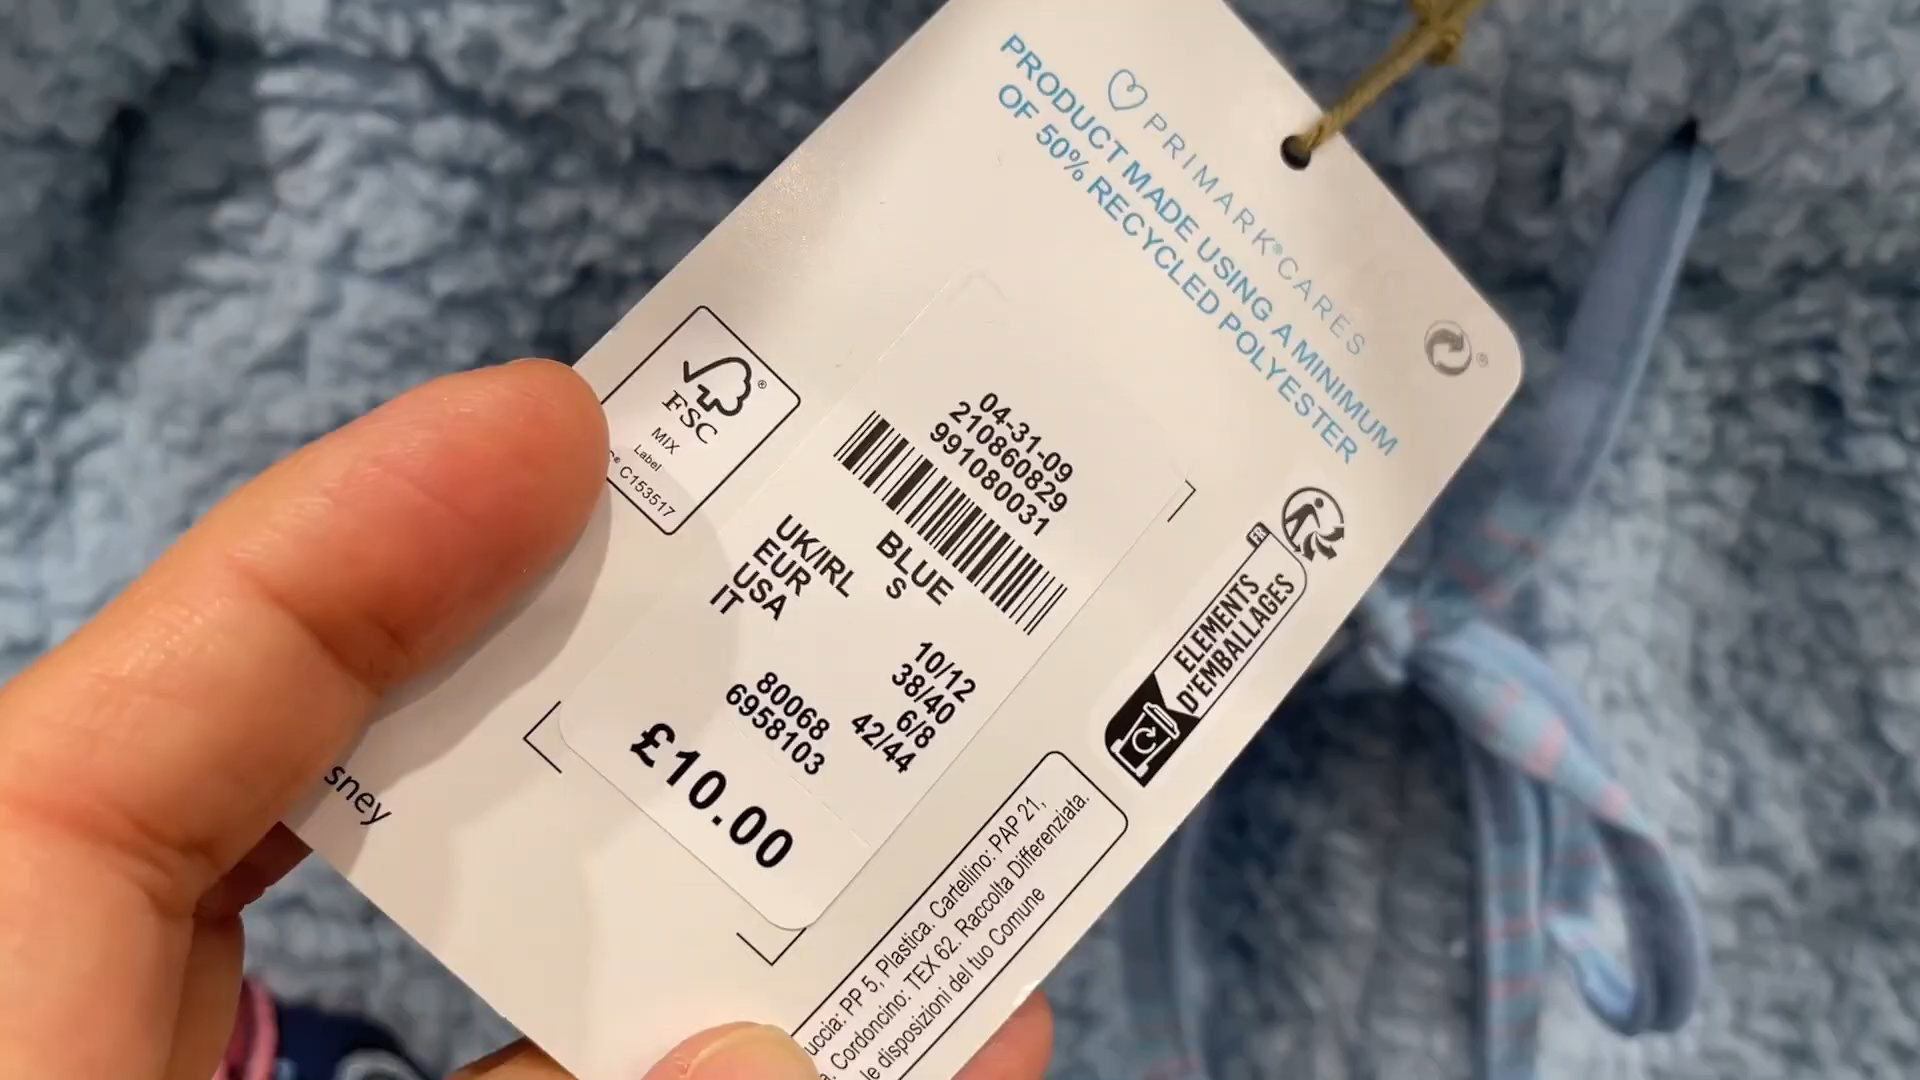 PRIMARK® CARES
PRODUCT MADE USING A MINIMUM
OF 50% RECYCLED POLYESTER
®
FSC
MIX
Label
C153517
04-31-09
210860829
991080031
BLUE
S
UK/IRL 10/12
EUR 38/40
USA 6/8
IT 42/44
80068
6958103
£10.00
FR
ELEMENTS
D'EMBALLAGES
PP 5, Plastica. Cartellino: PAP 21,
Cordoncino: TEX 62. Raccolta Differenziata.
le disposizioni del tuo Comune
sney